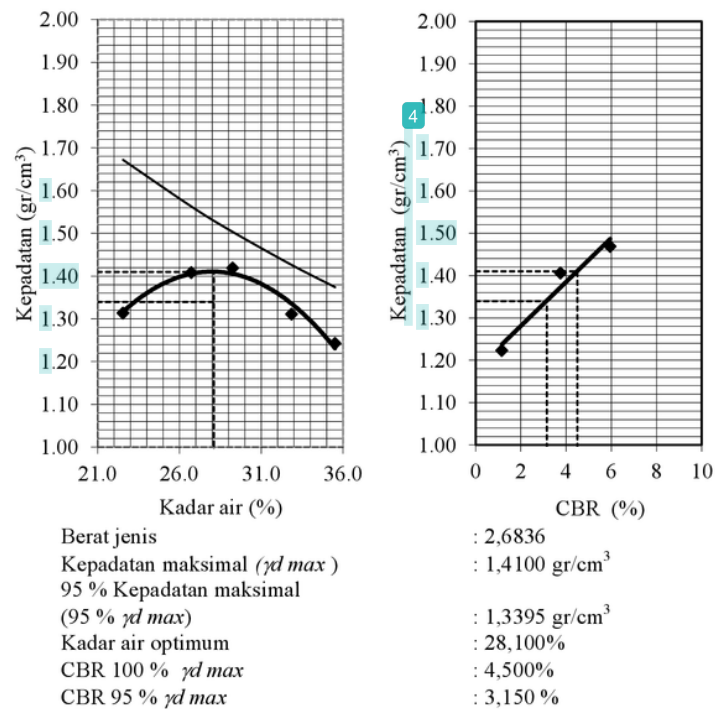 2.00
1.90
1.80
1.70
1.60
1.50
1.40
1.30
1.20
1.10
1.00
Kepadatan (gr/cm³)
21.0 26.0 31.0 36.0
Kadar air (%)
2.00
1.90
1.80
4
1.70
1.60
1.50
1.40
1.30
1.20
1.10
1.00
Kepadatan (gr/cm³)
0 2 4 6 8 10
CBR (%)
Berat jenis : 2,6836
Kepadatan maksimal (γd max ) : 1,4100 gr/cm³
95 % Kepadatan maksimal
(95 % γd max) : 1,3395 gr/cm³
Kadar air optimum : 28,100%
CBR 100 % γd max : 4,500%
CBR 95 % γd max : 3,150 %